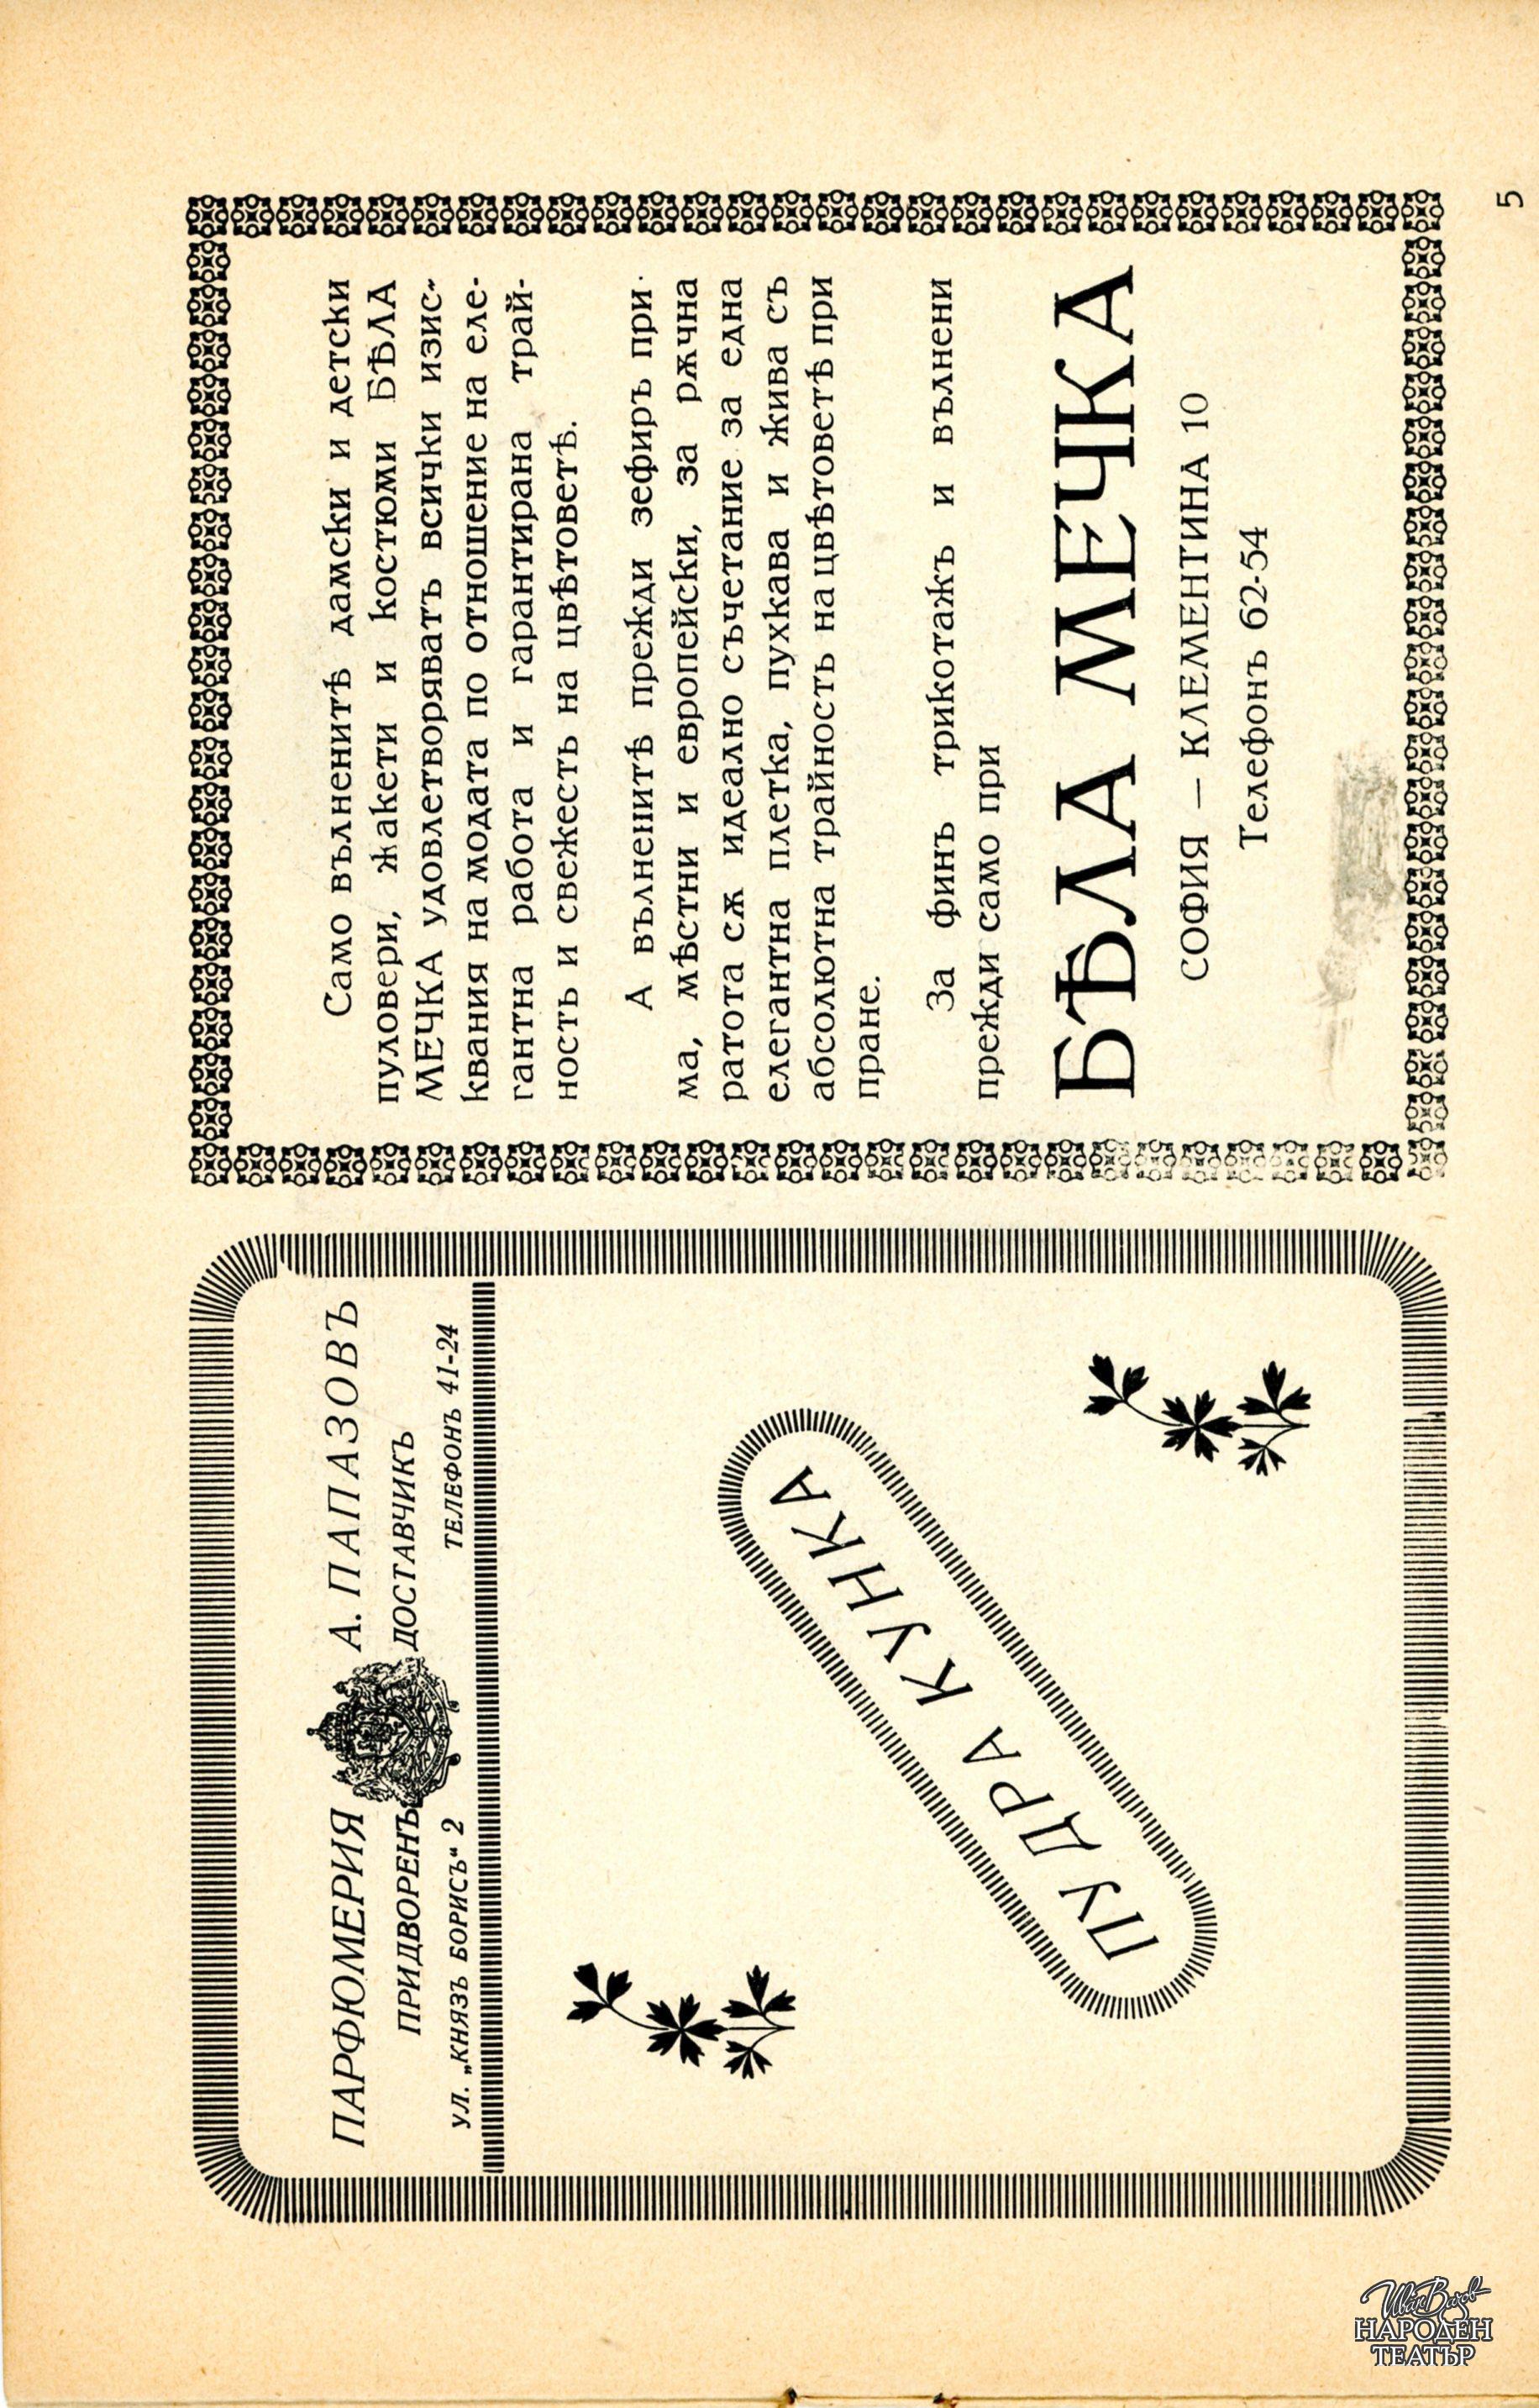 ПАРФЮМЕРИЯ А. ПАПАЗОВЪ
ПРИДВОРЕНЪ ДОСТАВЧИКЪ
УЛ. „КНЯЗЪ БОРИСЪ“ 2 ТЕЛЕФОНЪ 41-24
ПУДРА КУНКА
Само вълненитѣ дамски и детски
пуловери, жакети и костюми БѢЛА
МЕЧКА удовлетворяватъ всички изис-
квания на модата по отношение на еле-
гантна работа и гарантирана трай-
ность и свежесть на цвѣтоветѣ.
А вълненитѣ прежди зефиръ при-
ма, мѣстни и европейски, за рѫчна
ратота сѫ идеално съчетание за една
елегантна плетка, пухкава и жива съ
абсолютна трайность на цвѣтоветѣ при
пране.
За финъ трикотажъ и вълнени
прежди само при
БѢЛА МЕЧКА
СОФИЯ — КЛЕМЕНТИНА 10
Телефонъ 62-54
5
Иван Вазов
НАРОДЕН
ТЕАТЪР